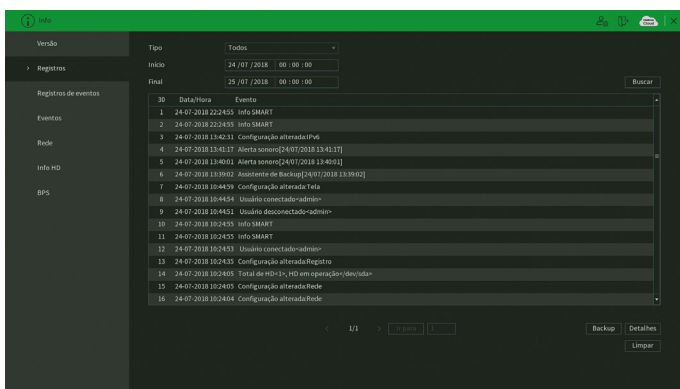 Info
Cloud
Versão
Registros
Registros de eventos
Eventos
Rede
Info HD
BPS
Tipo Todos
Início 24 /07 /2018 00 : 00 : 00
Final 25 /07 /2018 00 : 00 : 00
Buscar
30 Data/Hora Evento
1 24-07-2018 22:24:55 Info SMART
2 24-07-2018 22:24:55 Info SMART
3 24-07-2018 13:42:31 Configuração alterada:IPv6
4 24-07-2018 13:41:17 Alerta sonoro[24/07/2018 13:41:17]
5 24-07-2018 13:40:01 Alerta sonoro[24/07/2018 13:40:01]
6 24-07-2018 13:39:02 Assistente de Backup[24/07/2018 13:39:02]
7 24-07-2018 10:44:59 Configuração alterada:Tela
8 24-07-2018 10:44:54 Usuário conectado<admin>
9 24-07-2018 10:44:51 Usuário desconectado<admin>
10 24-07-2018 10:24:55 Info SMART
11 24-07-2018 10:24:55 Info SMART
12 24-07-2018 10:24:53 Usuário conectado<admin>
13 24-07-2018 10:24:35 Configuração alterada:Registro
14 24-07-2018 10:24:05 Total de HD<1>, HD em operação</dev/sda>
15 24-07-2018 10:24:05 Configuração alterada:Rede
16 24-07-2018 10:24:04 Configuração alterada:Rede
1/1 Ir para 1
Backup Detalhes
Limpar